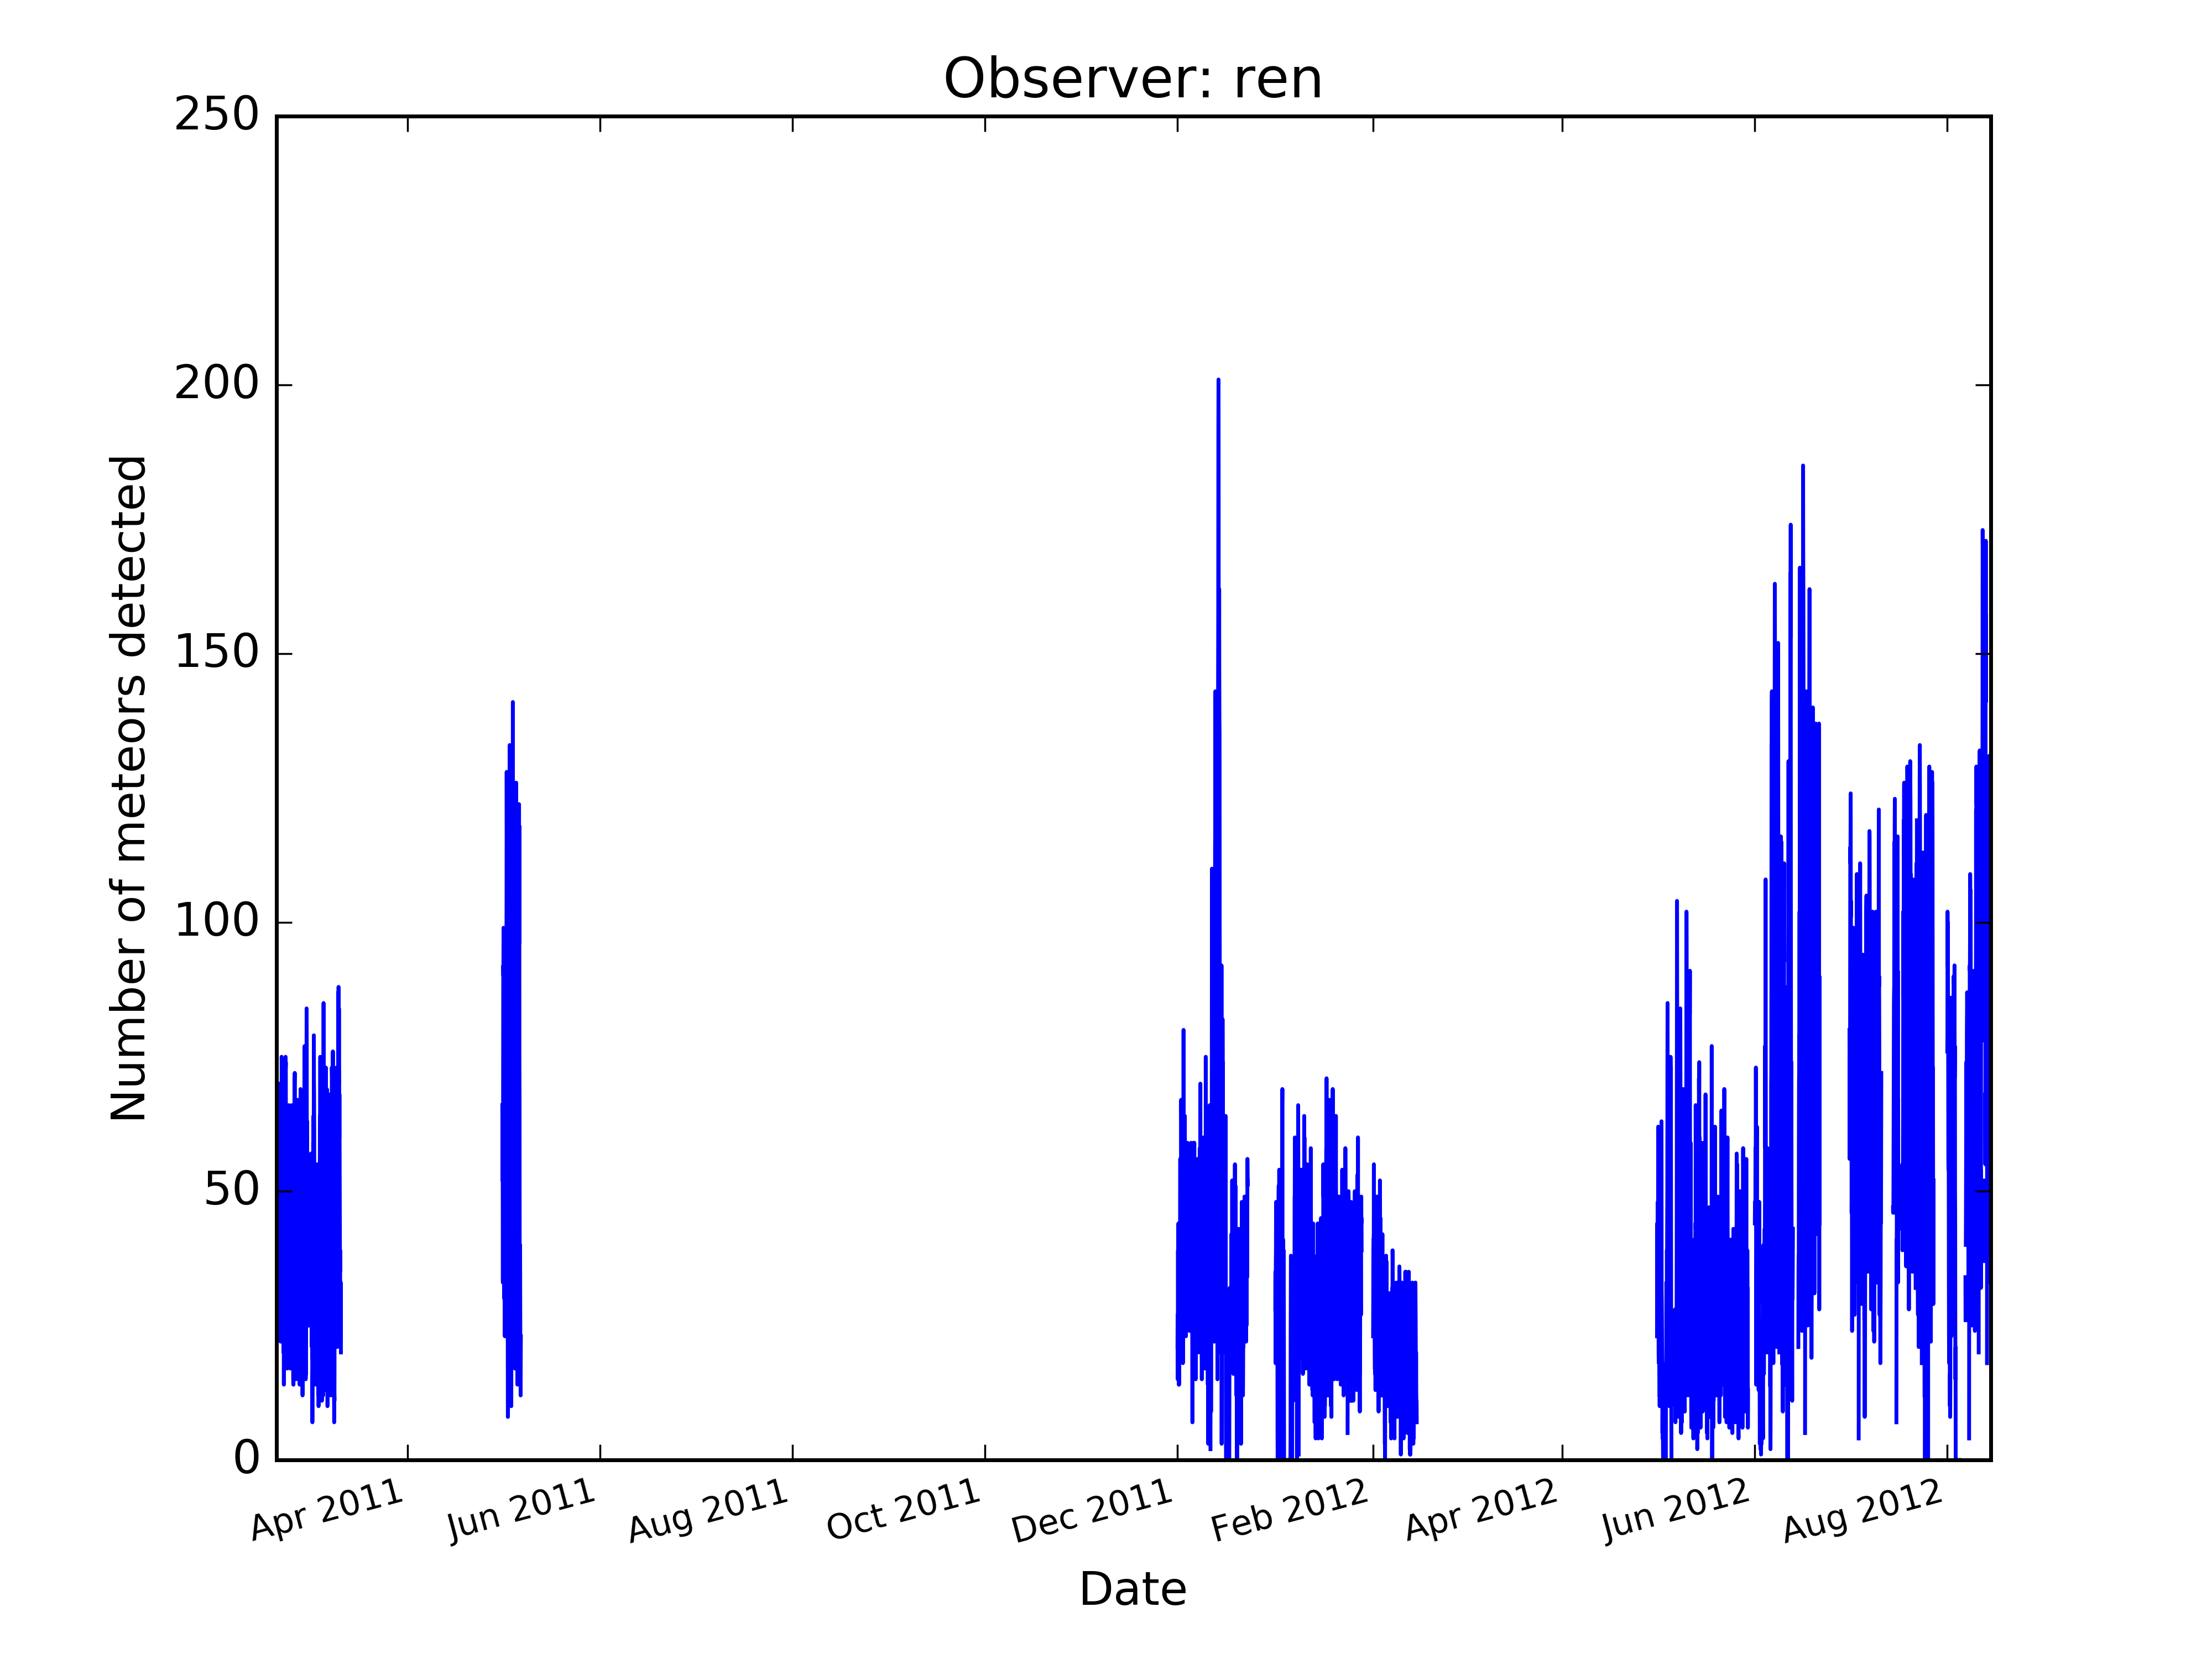 Observer: ren
250
200
150
100
50
0
Number of meteors detected
Apr 2011
Jun 2011
Aug 2011
Oct 2011
Dec 2011
Feb 2012
Apr 2012
Jun 2012
Aug 2012
Date